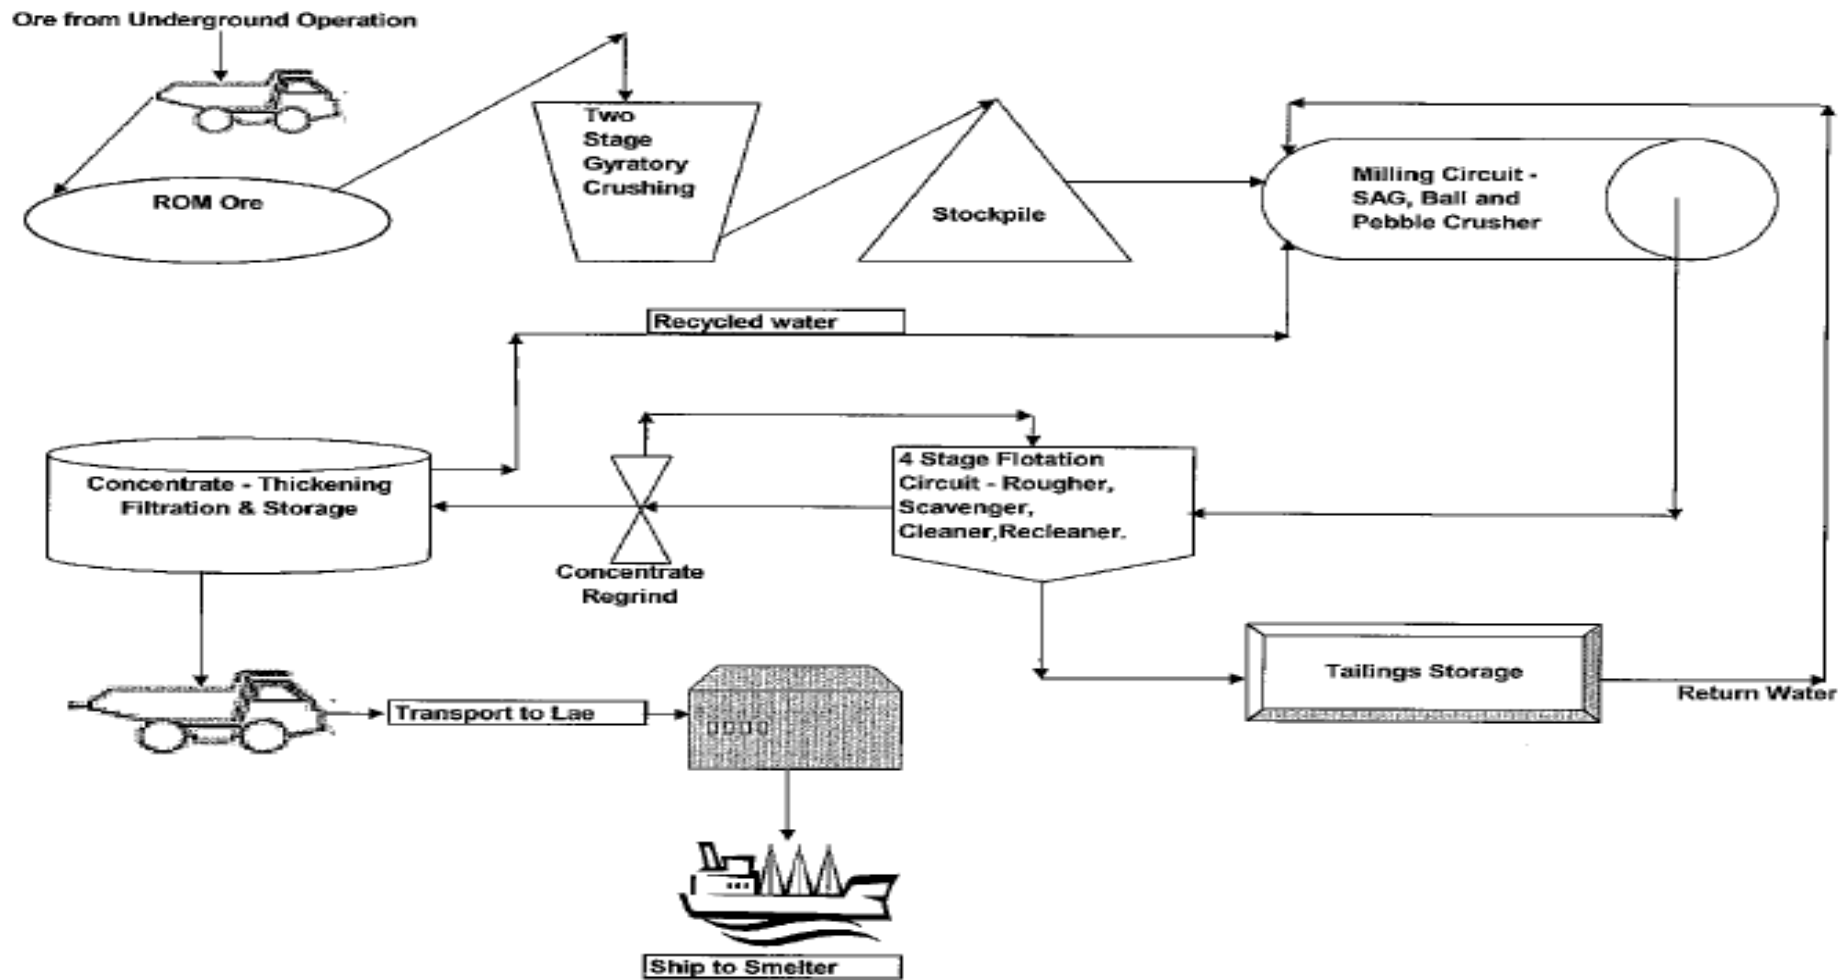 Ore from Underground Operation
ROM Ore
Two
Stage
Gyratory
Crushing
Stockpile
Milling Circuit -
SAG, Ball and
Pebble Crusher
Recycled water
Concentrate - Thickening
Filtration & Storage
Concentrate
Regrind
4 Stage Flotation
Circuit - Rougher,
Scavenger,
Cleaner,Recleaner.
Tailings Storage
Return Water
Transport to Lae
Ship to Smelter